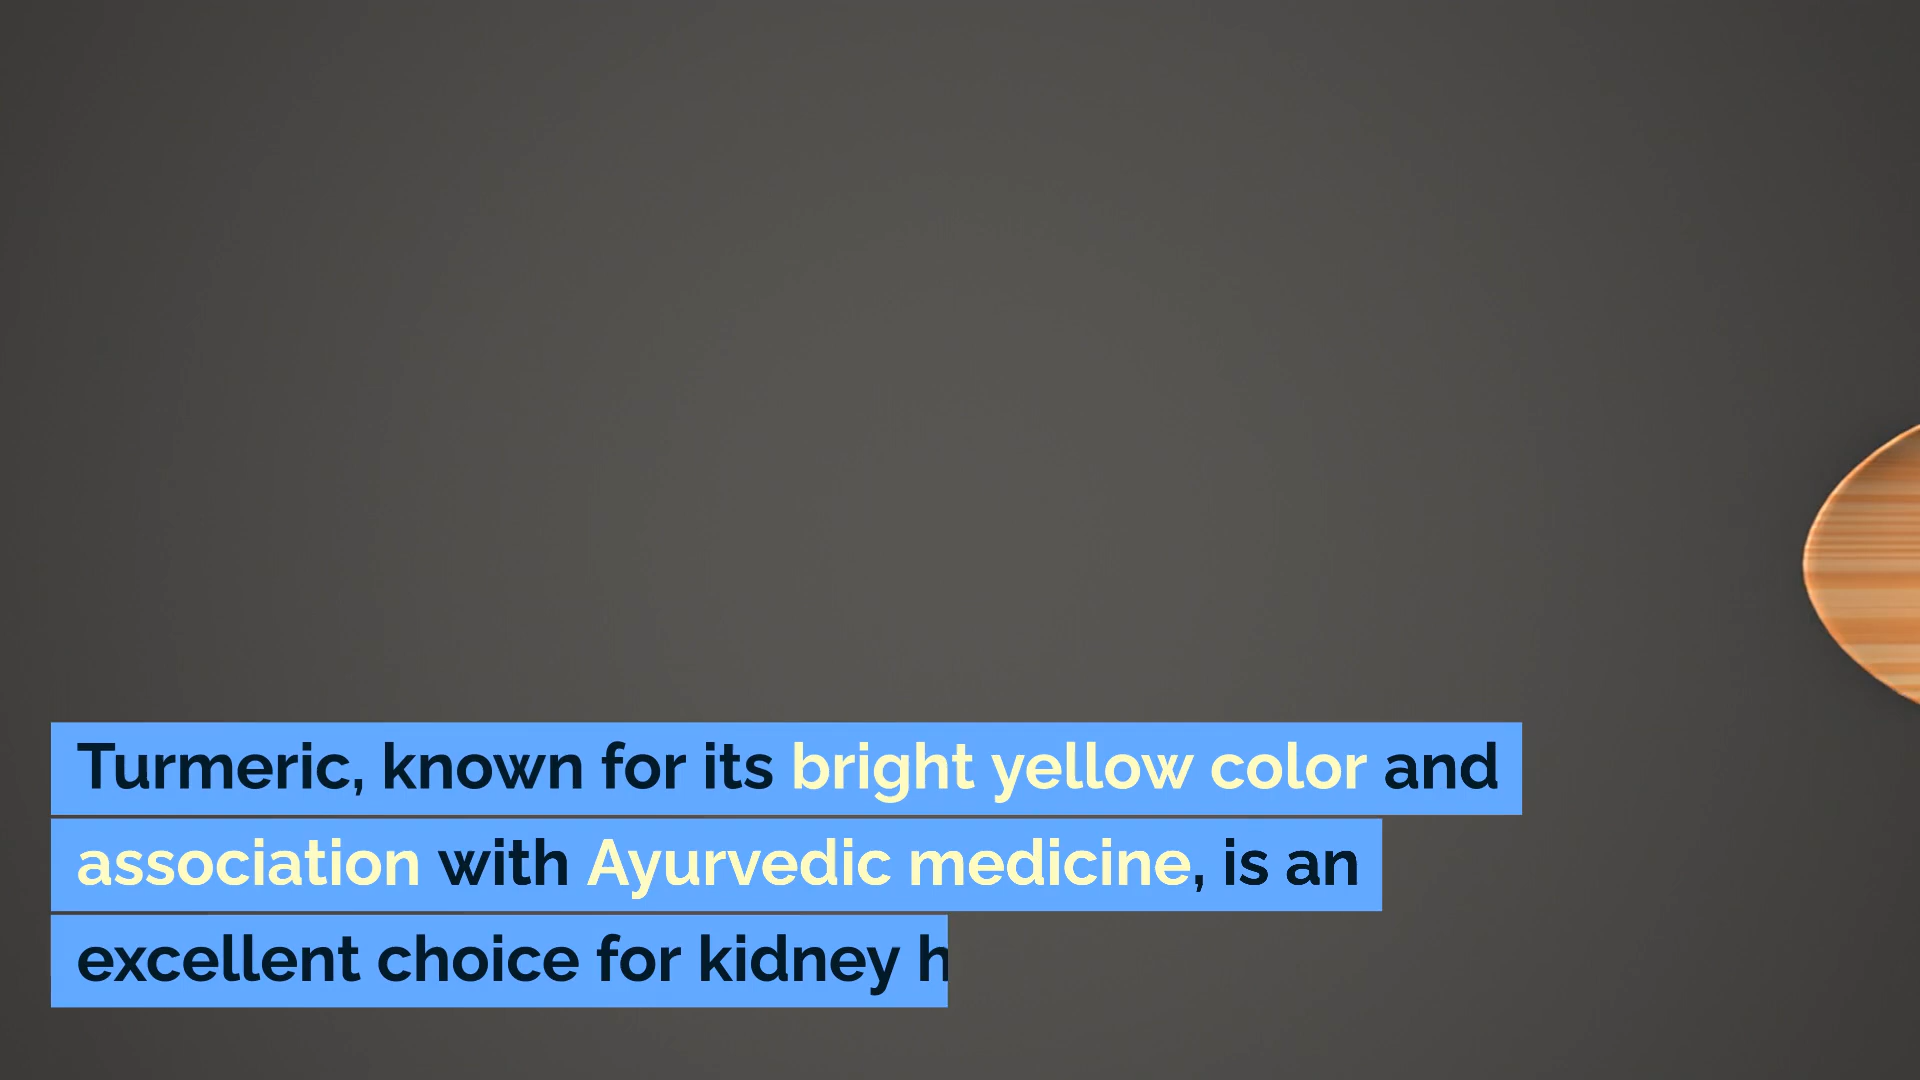 Turmeric, known for its bright yellow color and
association with Ayurvedic medicine, is an
excellent choice for kidney h